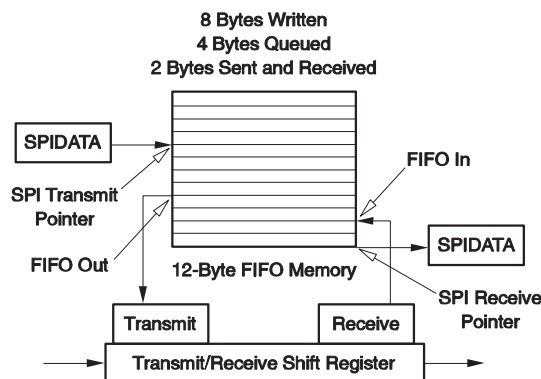 8 Bytes Written
4 Bytes Queued
2 Bytes Sent and Received
SPIDATA
FIFO In
SPI Transmit
Pointer
FIFO Out
12-Byte FIFO Memory
SPIDATA
SPI Receive
Pointer
Transmit
Receive
Transmit/Receive Shift Register